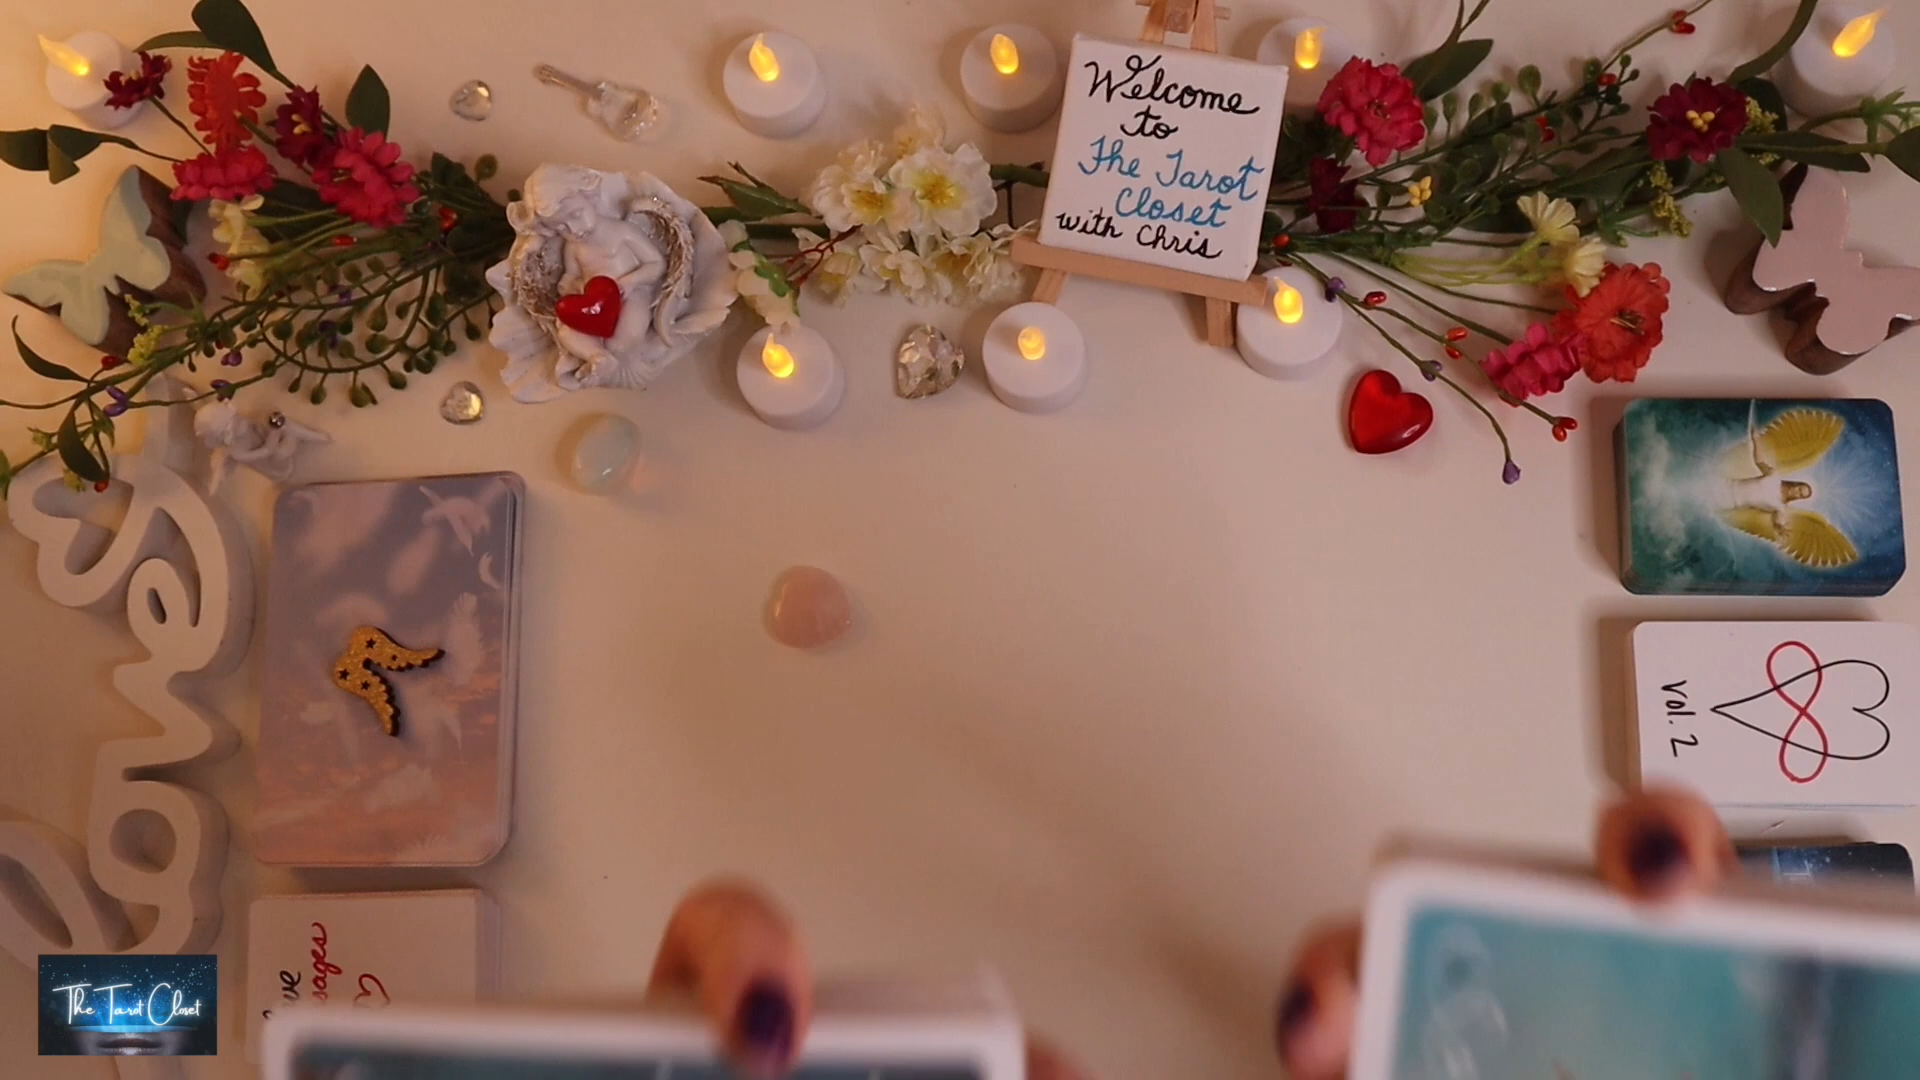 Welcome
to
The Tarot
Closet
with Chris
Vol. 2
The Tarot Closet